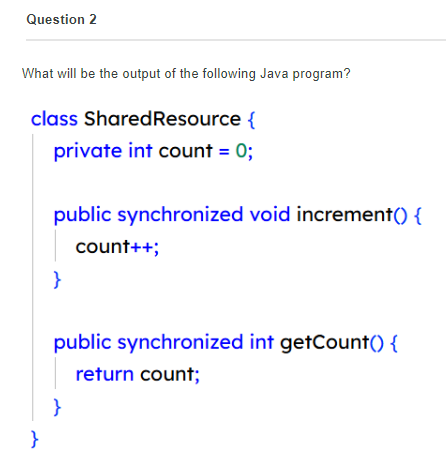 Question 2
What will be the output of the following Java program?
class SharedResource {
private int count = 0;
public synchronized void increment() {
count++;
}
public synchronized int getCount() {
return count;
}
}